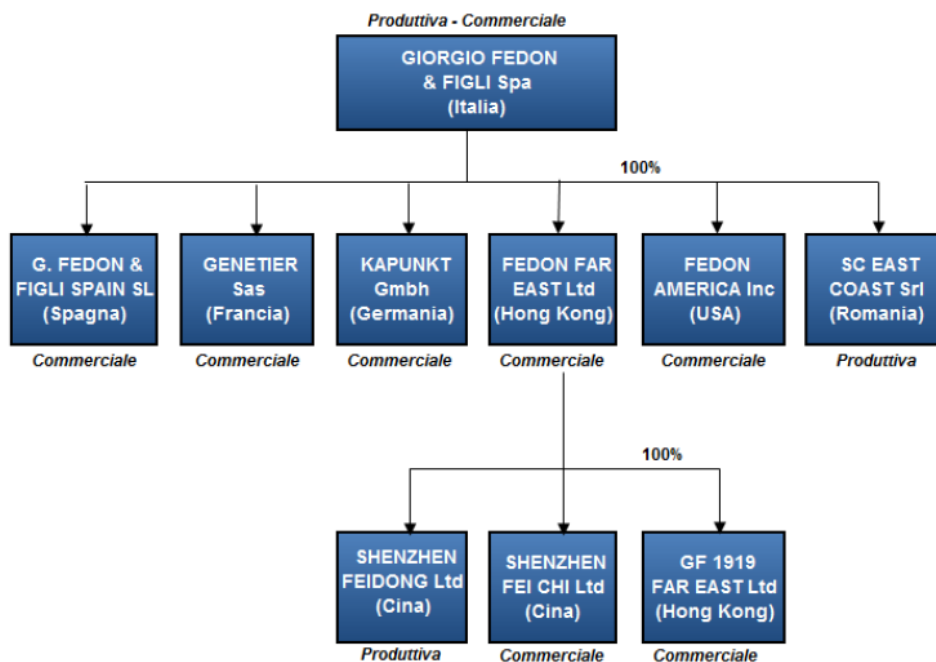 Produttiva - Commerciale
GIORGIO FEDON
& FIGLI Spa
(Italia)
100%
G. FEDON &
FIGLI SPAIN SL
(Spagna)
Commerciale
GENETIER
Sas
(Francia)
Commerciale
KAPUNKT
Gmbh
(Germania)
Commerciale
FEDON FAR
EAST Ltd
(Hong Kong)
Commerciale
FEDON
AMERICA Inc
(USA)
Commerciale
SC EAST
COAST Srl
(Romania)
Produttiva
100%
SHENZHEN
FEIDONG Ltd
(Cina)
Produttiva
SHENZHEN
FEI CHI Ltd
(Cina)
Commerciale
GF 1919
FAR EAST Ltd
(Hong Kong)
Commerciale